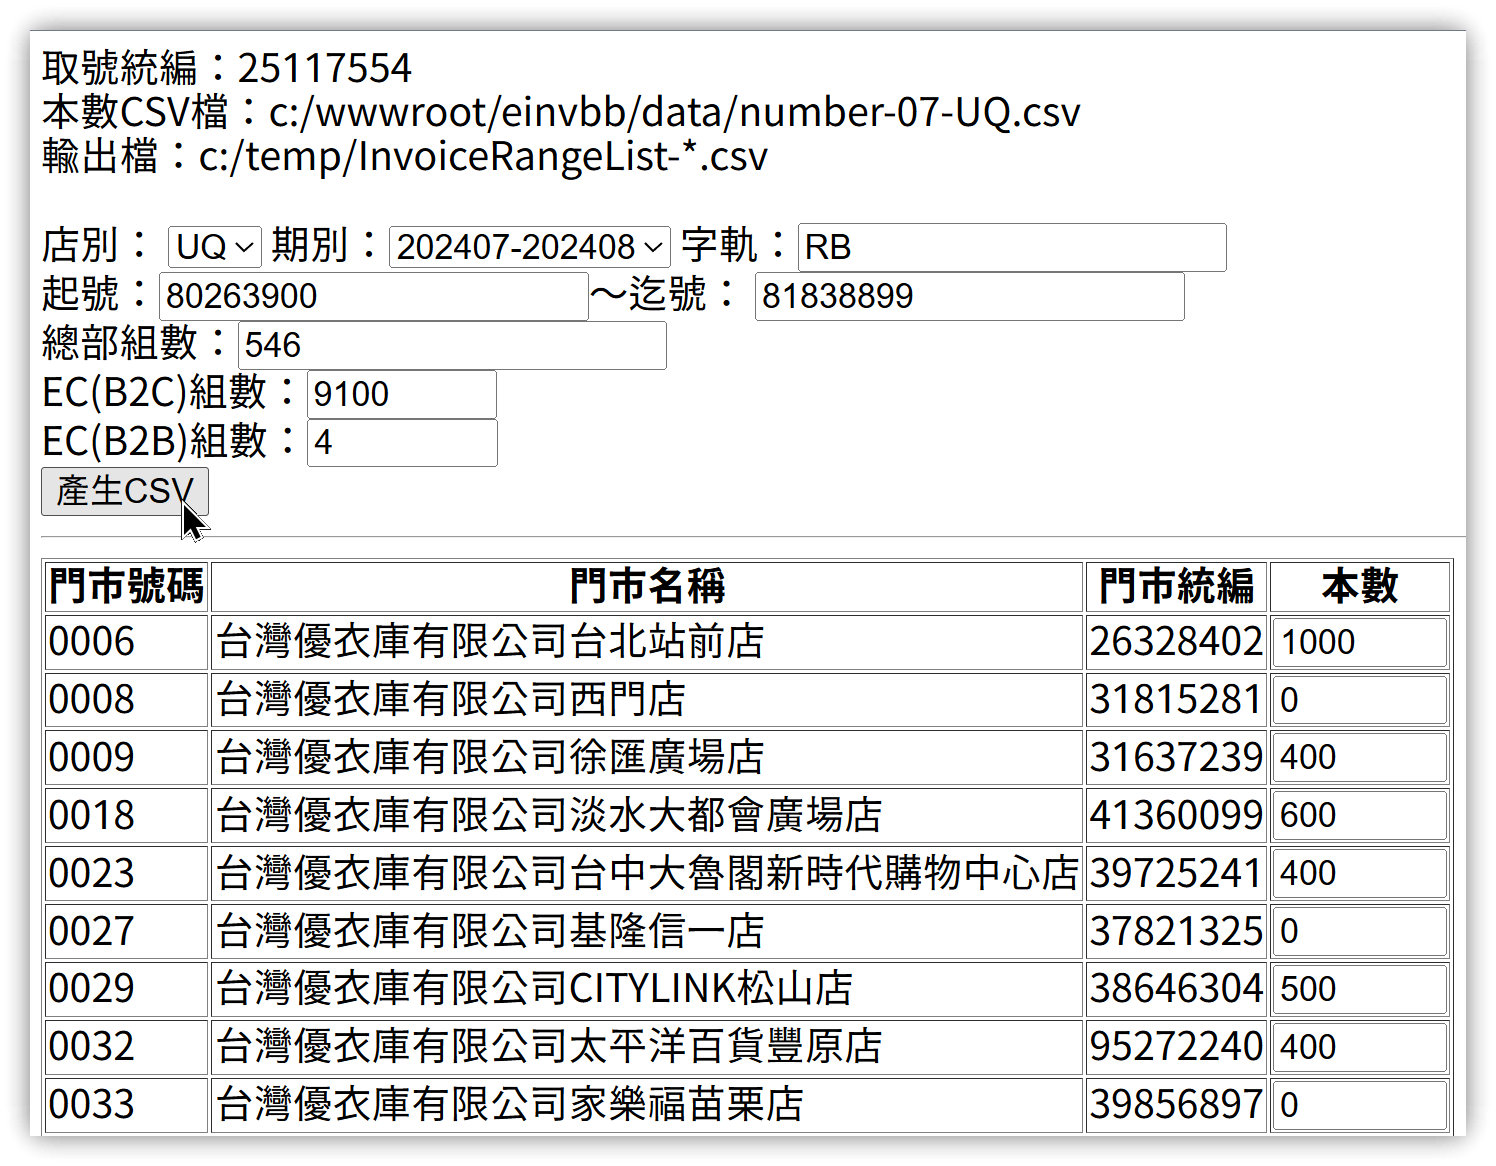 取號統編：25117554
本數CSV檔：c:/wwwroot/einvbb/data/number-07-UQ.csv
輸出檔：c:/temp/InvoiceRangeList-*.csv
店別： UQ 期別：202407-202408 字軌：RB
起號：80263900～迄號： 81838899
總部組數：546
EC(B2C)組數：9100
EC(B2B)組數：4
產生CSV
門市號碼 門市名稱 門市統編 本數
0006 台灣優衣庫有限公司台北站前店 26328402 1000
0008 台灣優衣庫有限公司西門店 31815281 0
0009 台灣優衣庫有限公司徐匯廣場店 31637239 400
0018 台灣優衣庫有限公司淡水大都會廣場店 41360099 600
0023 台灣優衣庫有限公司台中大魯閣新時代購物中心店 39725241 400
0027 台灣優衣庫有限公司基隆信一店 37821325 0
0029 台灣優衣庫有限公司CITYLINK松山店 38646304 500
0032 台灣優衣庫有限公司太平洋百貨豐原店 95272240 400
0033 台灣優衣庫有限公司家樂福苗栗店 39856897 0